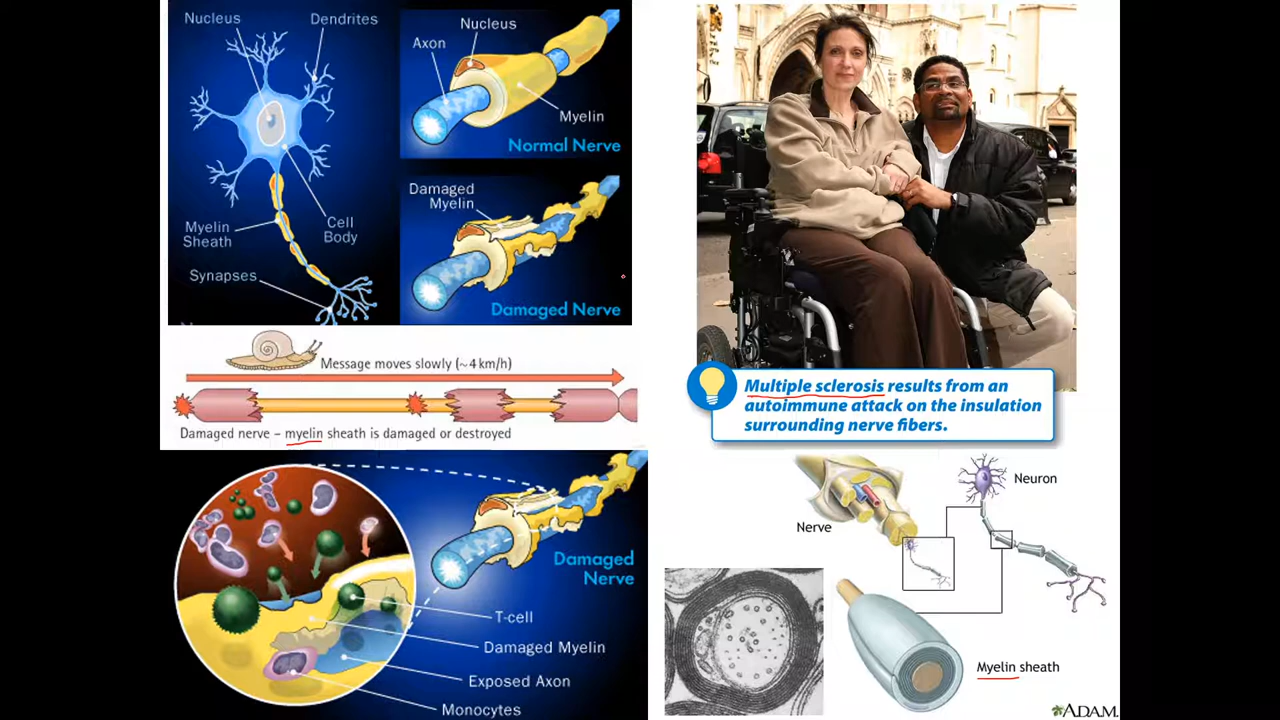 Nucleus
Dendrites
Myelin
Sheath
Cell
Body
Synapses
Nucleus
Axon
Myelin
Normal Nerve
Damaged
Myelin
Damaged Nerve
Message moves slowly (~4 km/h)
Damaged nerve – myelin sheath is damaged or destroyed
Damaged
Nerve
T-cell
Damaged Myelin
Exposed Axon
Monocytes
Multiple sclerosis results from an
autoimmune attack on the insulation
surrounding nerve fibers.
Neuron
Nerve
Myelin sheath
ADAM.